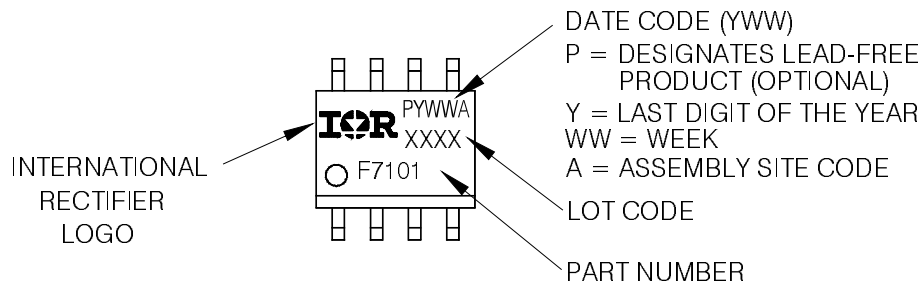 DATE CODE (YWW)
P = DESIGNATES LEAD-FREE
PRODUCT (OPTIONAL)
Y = LAST DIGIT OF THE YEAR
WW = WEEK
A = ASSEMBLY SITE CODE
LOT CODE
PART NUMBER
INTERNATIONAL
RECTIFIER
LOGO
IOR
PYWWA
XXXX
F7101